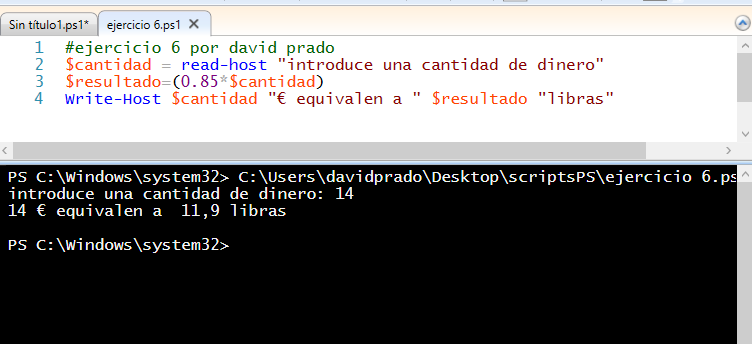 Sin título1.ps1* ejercicio 6.ps1 X
1 #ejercicio 6 por david prado
2 $cantidad = read-host "introduce una cantidad de dinero"
3 $resultado=(0.85*$cantidad)
4 Write-Host $cantidad "€ equivalen a " $resultado "libras"
PS C:\Windows\system32> C:\Users\davidprado\Desktop\scriptsPS\ejercicio 6.ps
introduce una cantidad de dinero: 14
14 € equivalen a  11,9 libras
PS C:\Windows\system32>